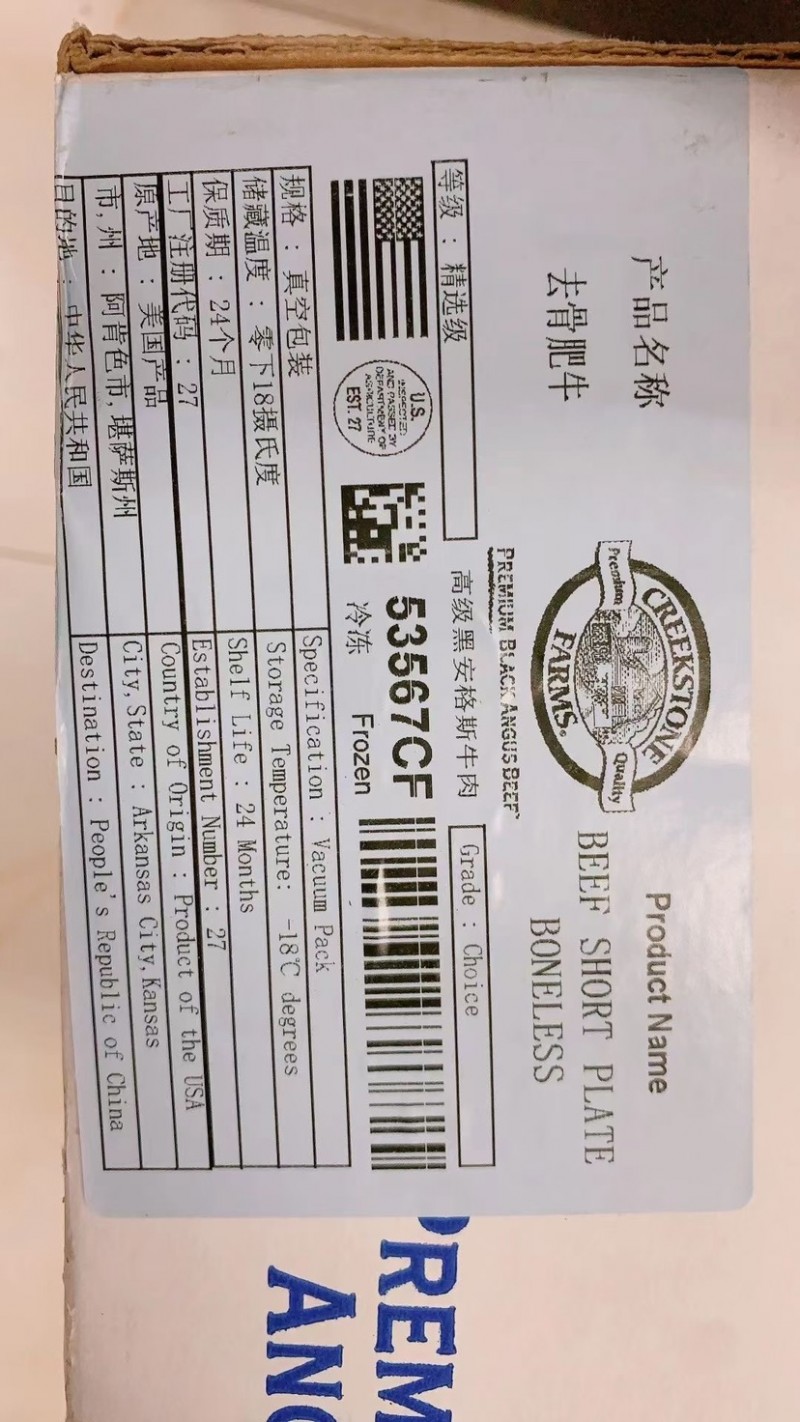 产品名称
Product Name
去骨肥牛
BEEF SHORT PLATE
BONELESS
CREEKSTONE
Premium
Quality
FARMS®
PREMIUM BLACK ANGUS BEEF
等级：精选级
高级黑安格斯牛肉
Grade : Choice
U.S.
INSPECTED
AND PASSED BY
DEPARTMENT OF
AGRICULTURE
EST. 27
53567CF
冷冻
Frozen
规格：真空包装
Specification : Vacuum Pack
储藏温度：零下18摄氏度
Storage Temperature: -18℃ degrees
保质期：24个月
Shelf Life : 24 Months
工厂注册代码：27
Establishment Number : 27
原产地：美国产品
Country of Origin : Product of the USA
市,州：阿肯色市,堪萨斯州
City, State : Arkansas City, Kansas
目的地：中华人民共和国
Destination : People's Republic of China
PREM
ANG